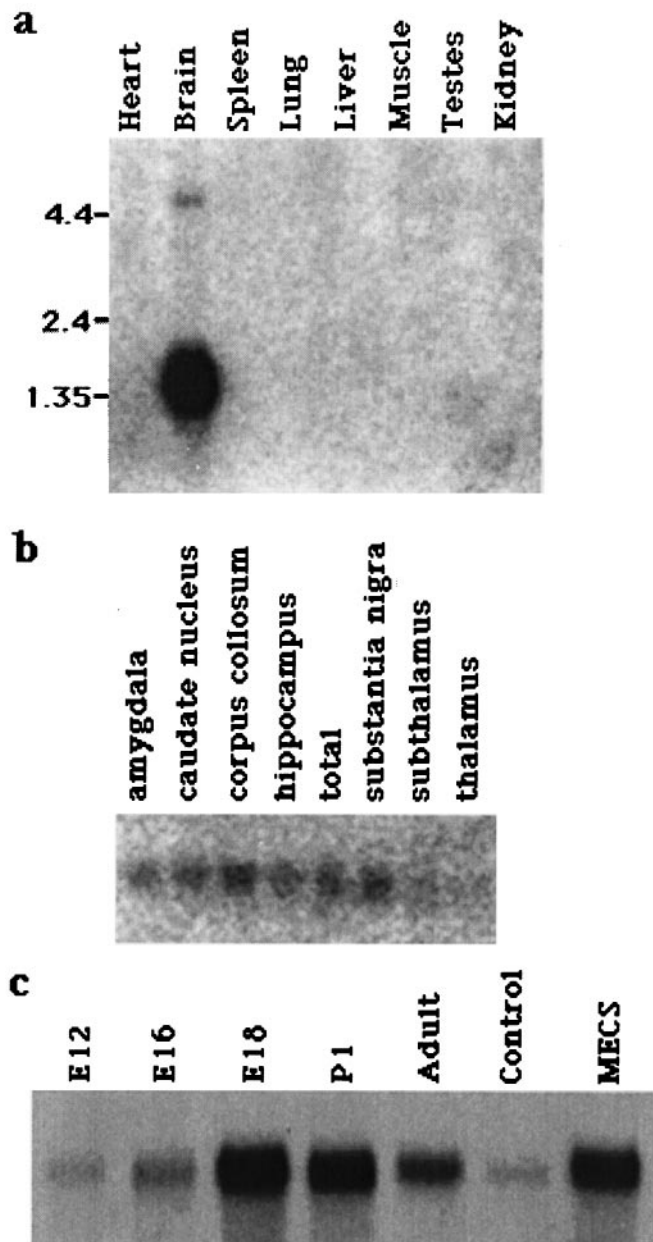 a
Heart Brain Spleen Lung Liver Muscle Testes Kidney
4.4
2.4
1.35
b
amygdala caudate nucleus corpus collosum hippocampus total substantia nigra subthalamus thalamus
c
E12 E16 E18 P1 Adult Control MECS